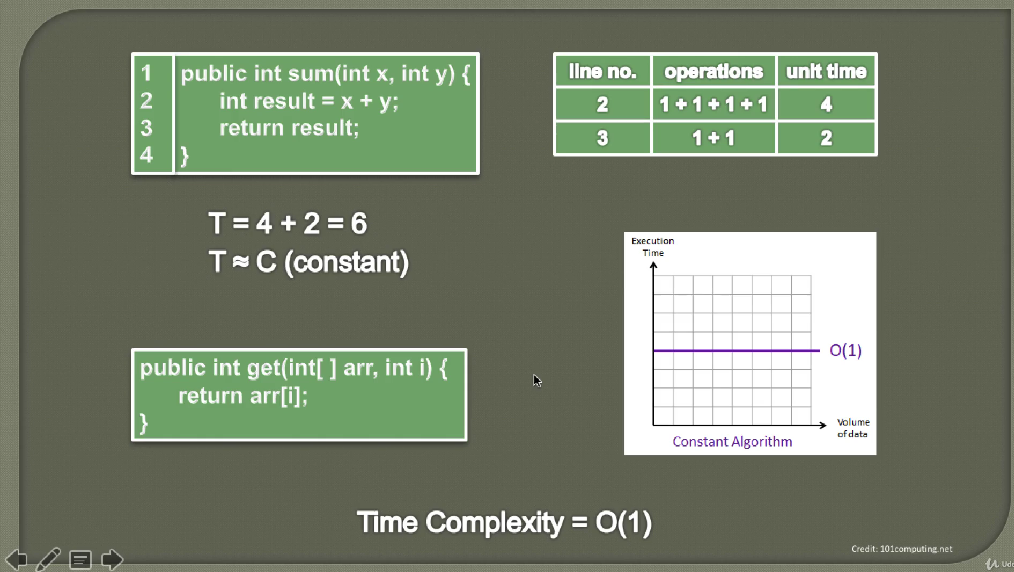 1 public int sum(int x, int y) {
2 int result = x + y;
3 return result;
4 }
line no. operations unit time
2 1 + 1 + 1 + 1 4
3 1 + 1 2
T = 4 + 2 = 6
T ≈ C (constant)
Execution
Time
O(1)
Volume
of data
Constant Algorithm
public int get(int[ ] arr, int i) {
return arr[i];
}
Time Complexity = O(1)
Credit: 101computing.net